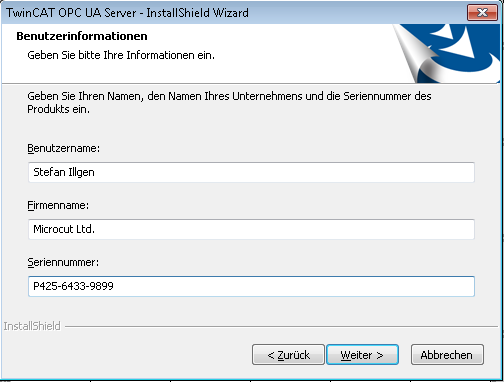 TwinCAT OPC UA Server - InstallShield Wizard
Benutzerinformationen
Geben Sie bitte Ihre Informationen ein.
Geben Sie Ihren Namen, den Namen Ihres Unternehmens und die Seriennummer des
Produkts ein.
Benutzername:
Stefan Illgen
Firmenname:
Microcut Ltd.
Seriennummer:
P425-6433-9899
InstallShield
< Zurück
Weiter >
Abbrechen